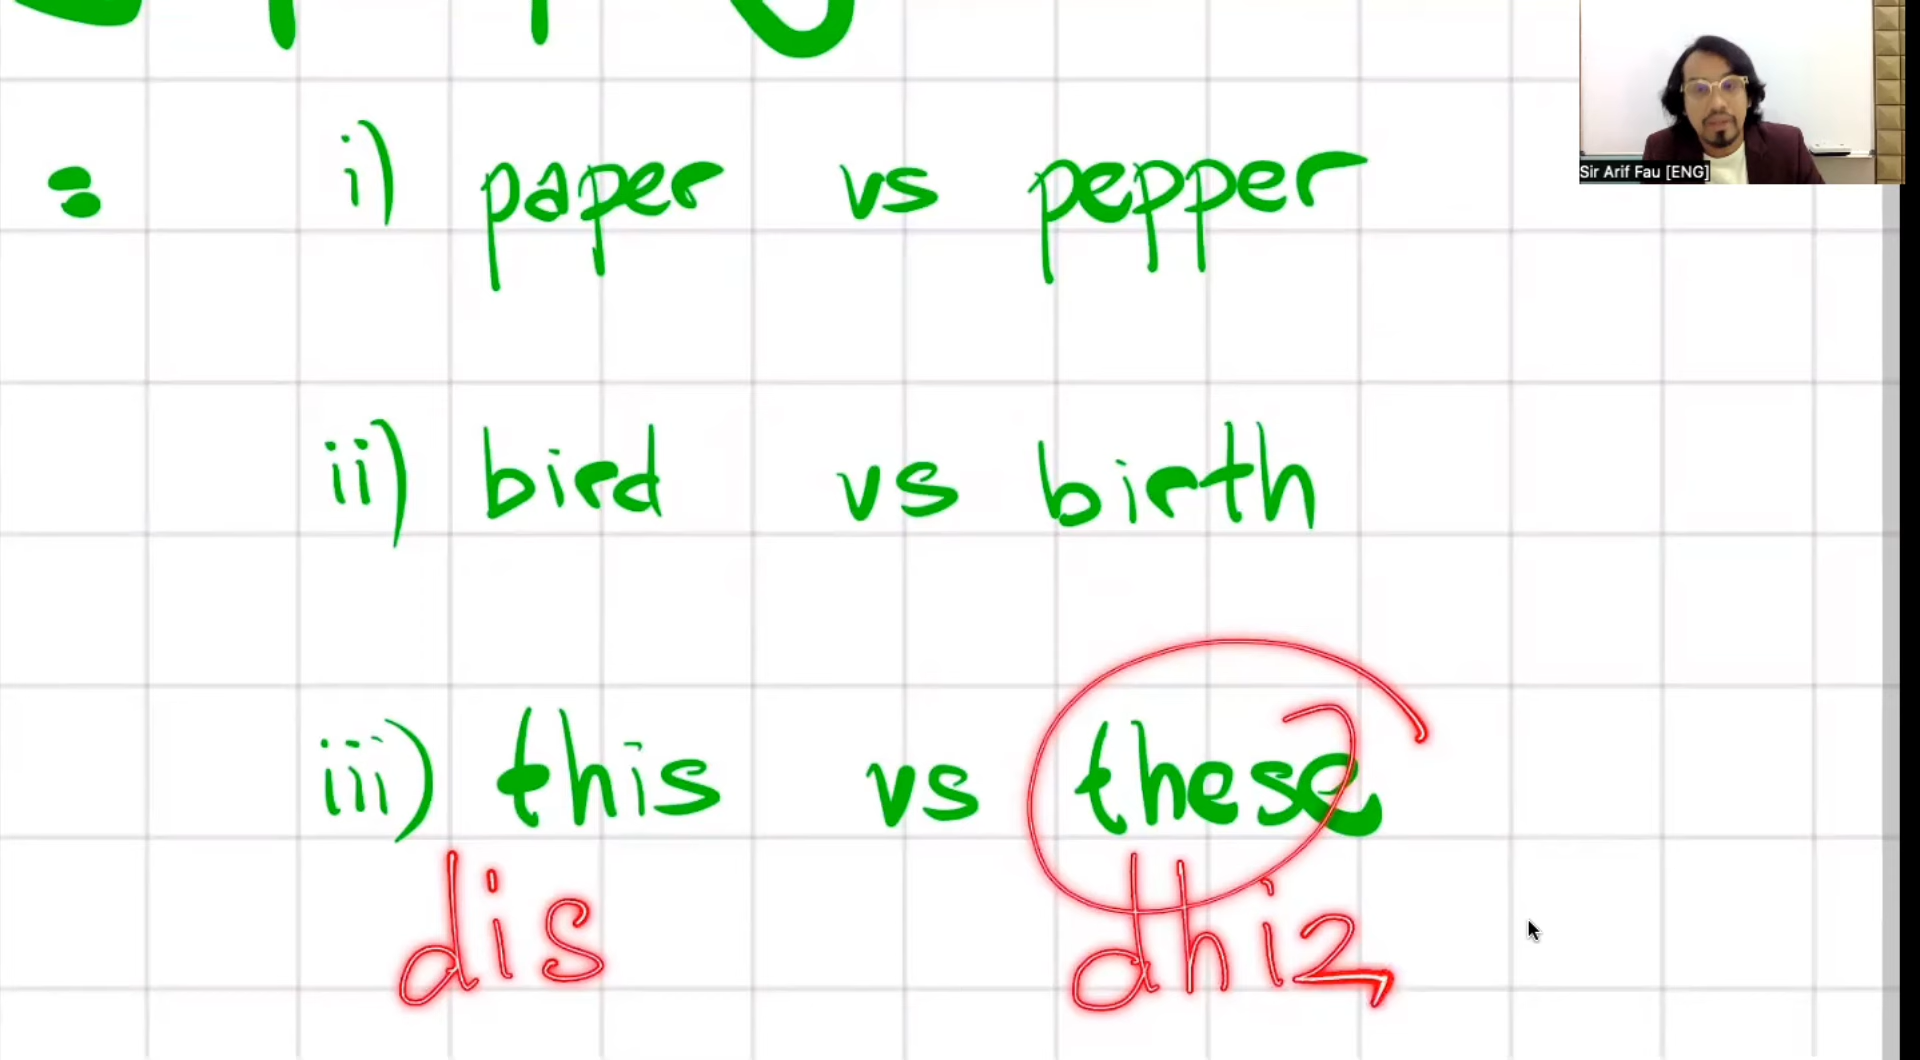 Sir Arif Fau [ENG]
i) paper vs pepper
ii) bird vs birth
iii) this vs these
dis dhiz